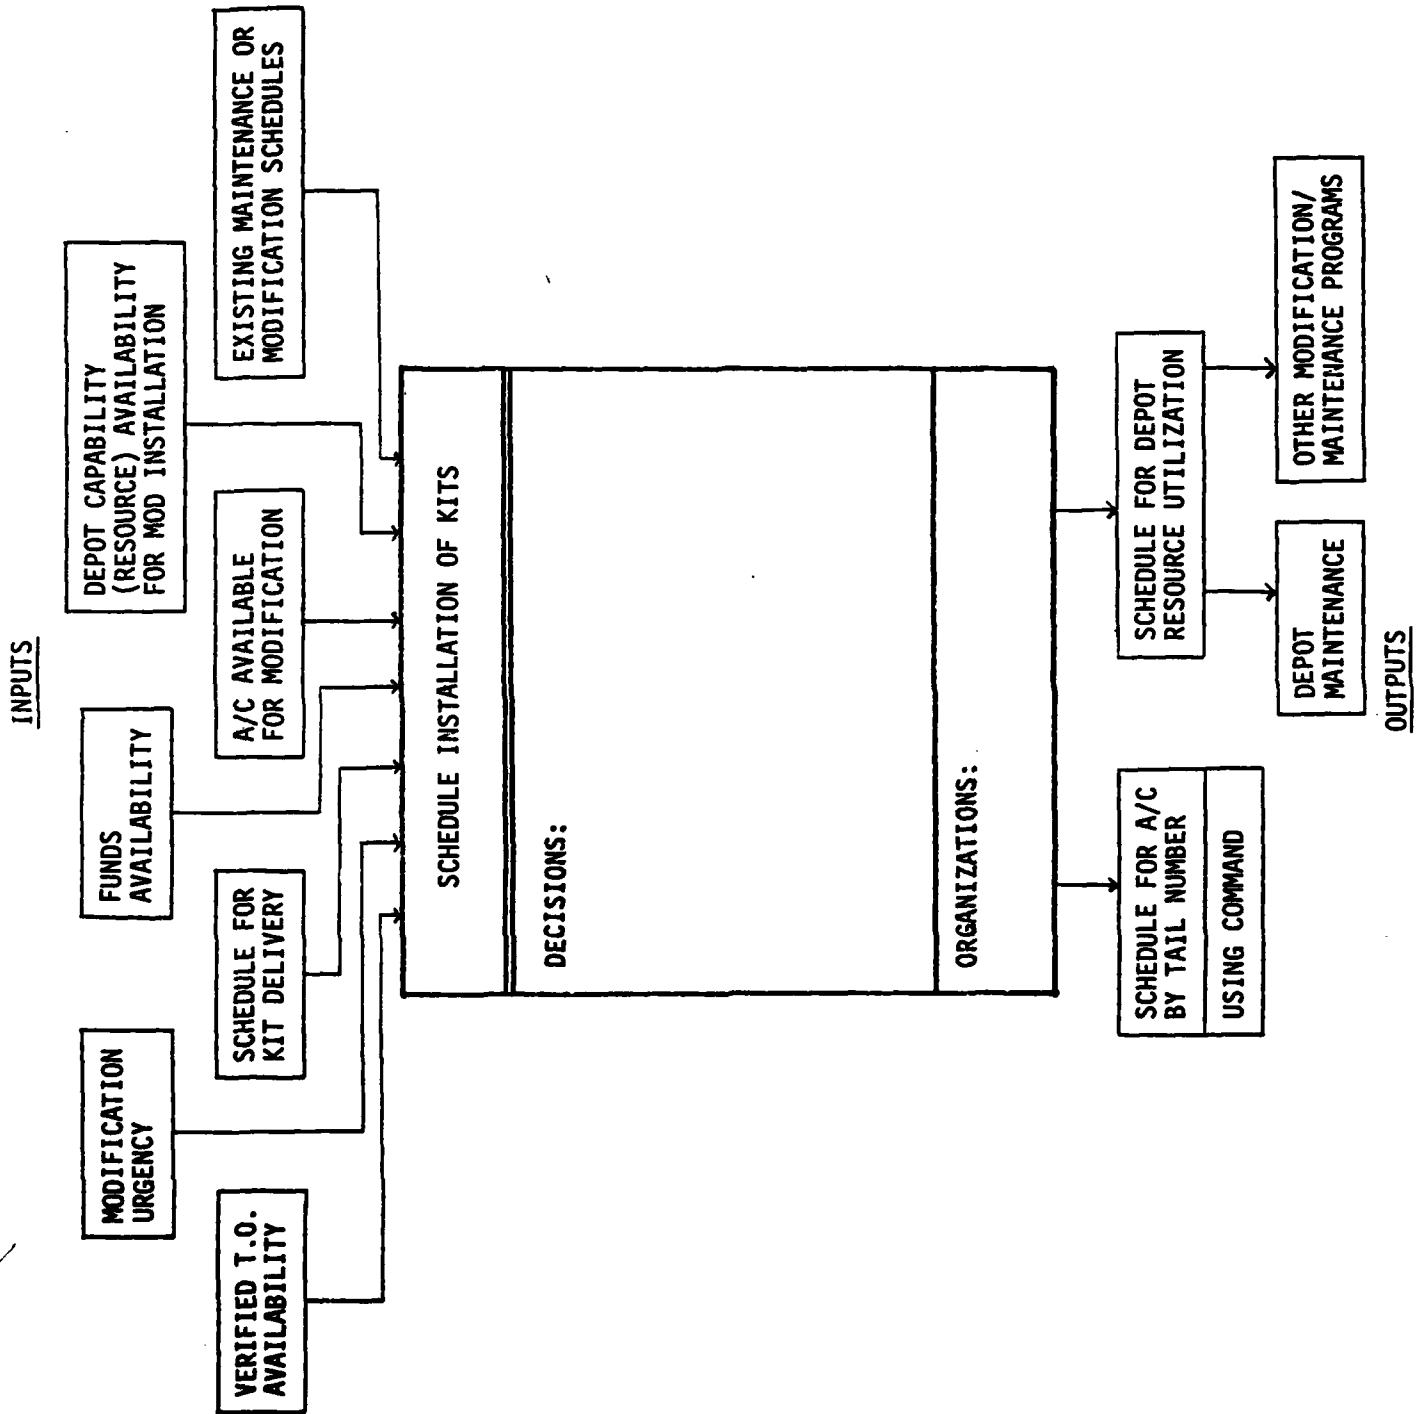 INPUTS
MODIFICATION
URGENCY
FUNDS
AVAILABILITY
DEPOT CAPABILITY
(RESOURCE) AVAILABILITY
FOR MOD INSTALLATION
VERIFIED T.O.
AVAILABILITY
SCHEDULE FOR
KIT DELIVERY
A/C AVAILABLE
FOR MODIFICATION
EXISTING MAINTENANCE OR
MODIFICATION SCHEDULES
SCHEDULE INSTALLATION OF KITS
DECISIONS:
ORGANIZATIONS:
SCHEDULE FOR A/C
BY TAIL NUMBER
USING COMMAND
SCHEDULE FOR DEPOT
RESOURCE UTILIZATION
DEPOT
MAINTENANCE
OTHER MODIFICATION/
MAINTENANCE PROGRAMS
OUTPUTS